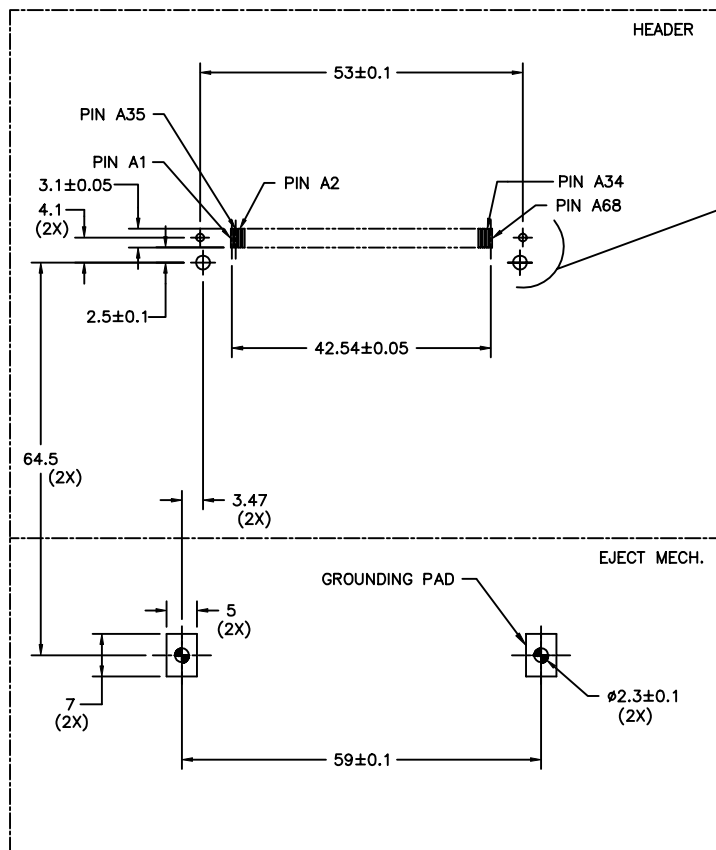 HEADER
53±0.1
PIN A35
PIN A1
PIN A2
PIN A34
PIN A68
3.1±0.05
4.1
(2X)
2.5±0.1
42.54±0.05
64.5
(2X)
3.47
(2X)
EJECT MECH.
GROUNDING PAD
5
(2X)
7
(2X)
ø2.3±0.1
(2X)
59±0.1